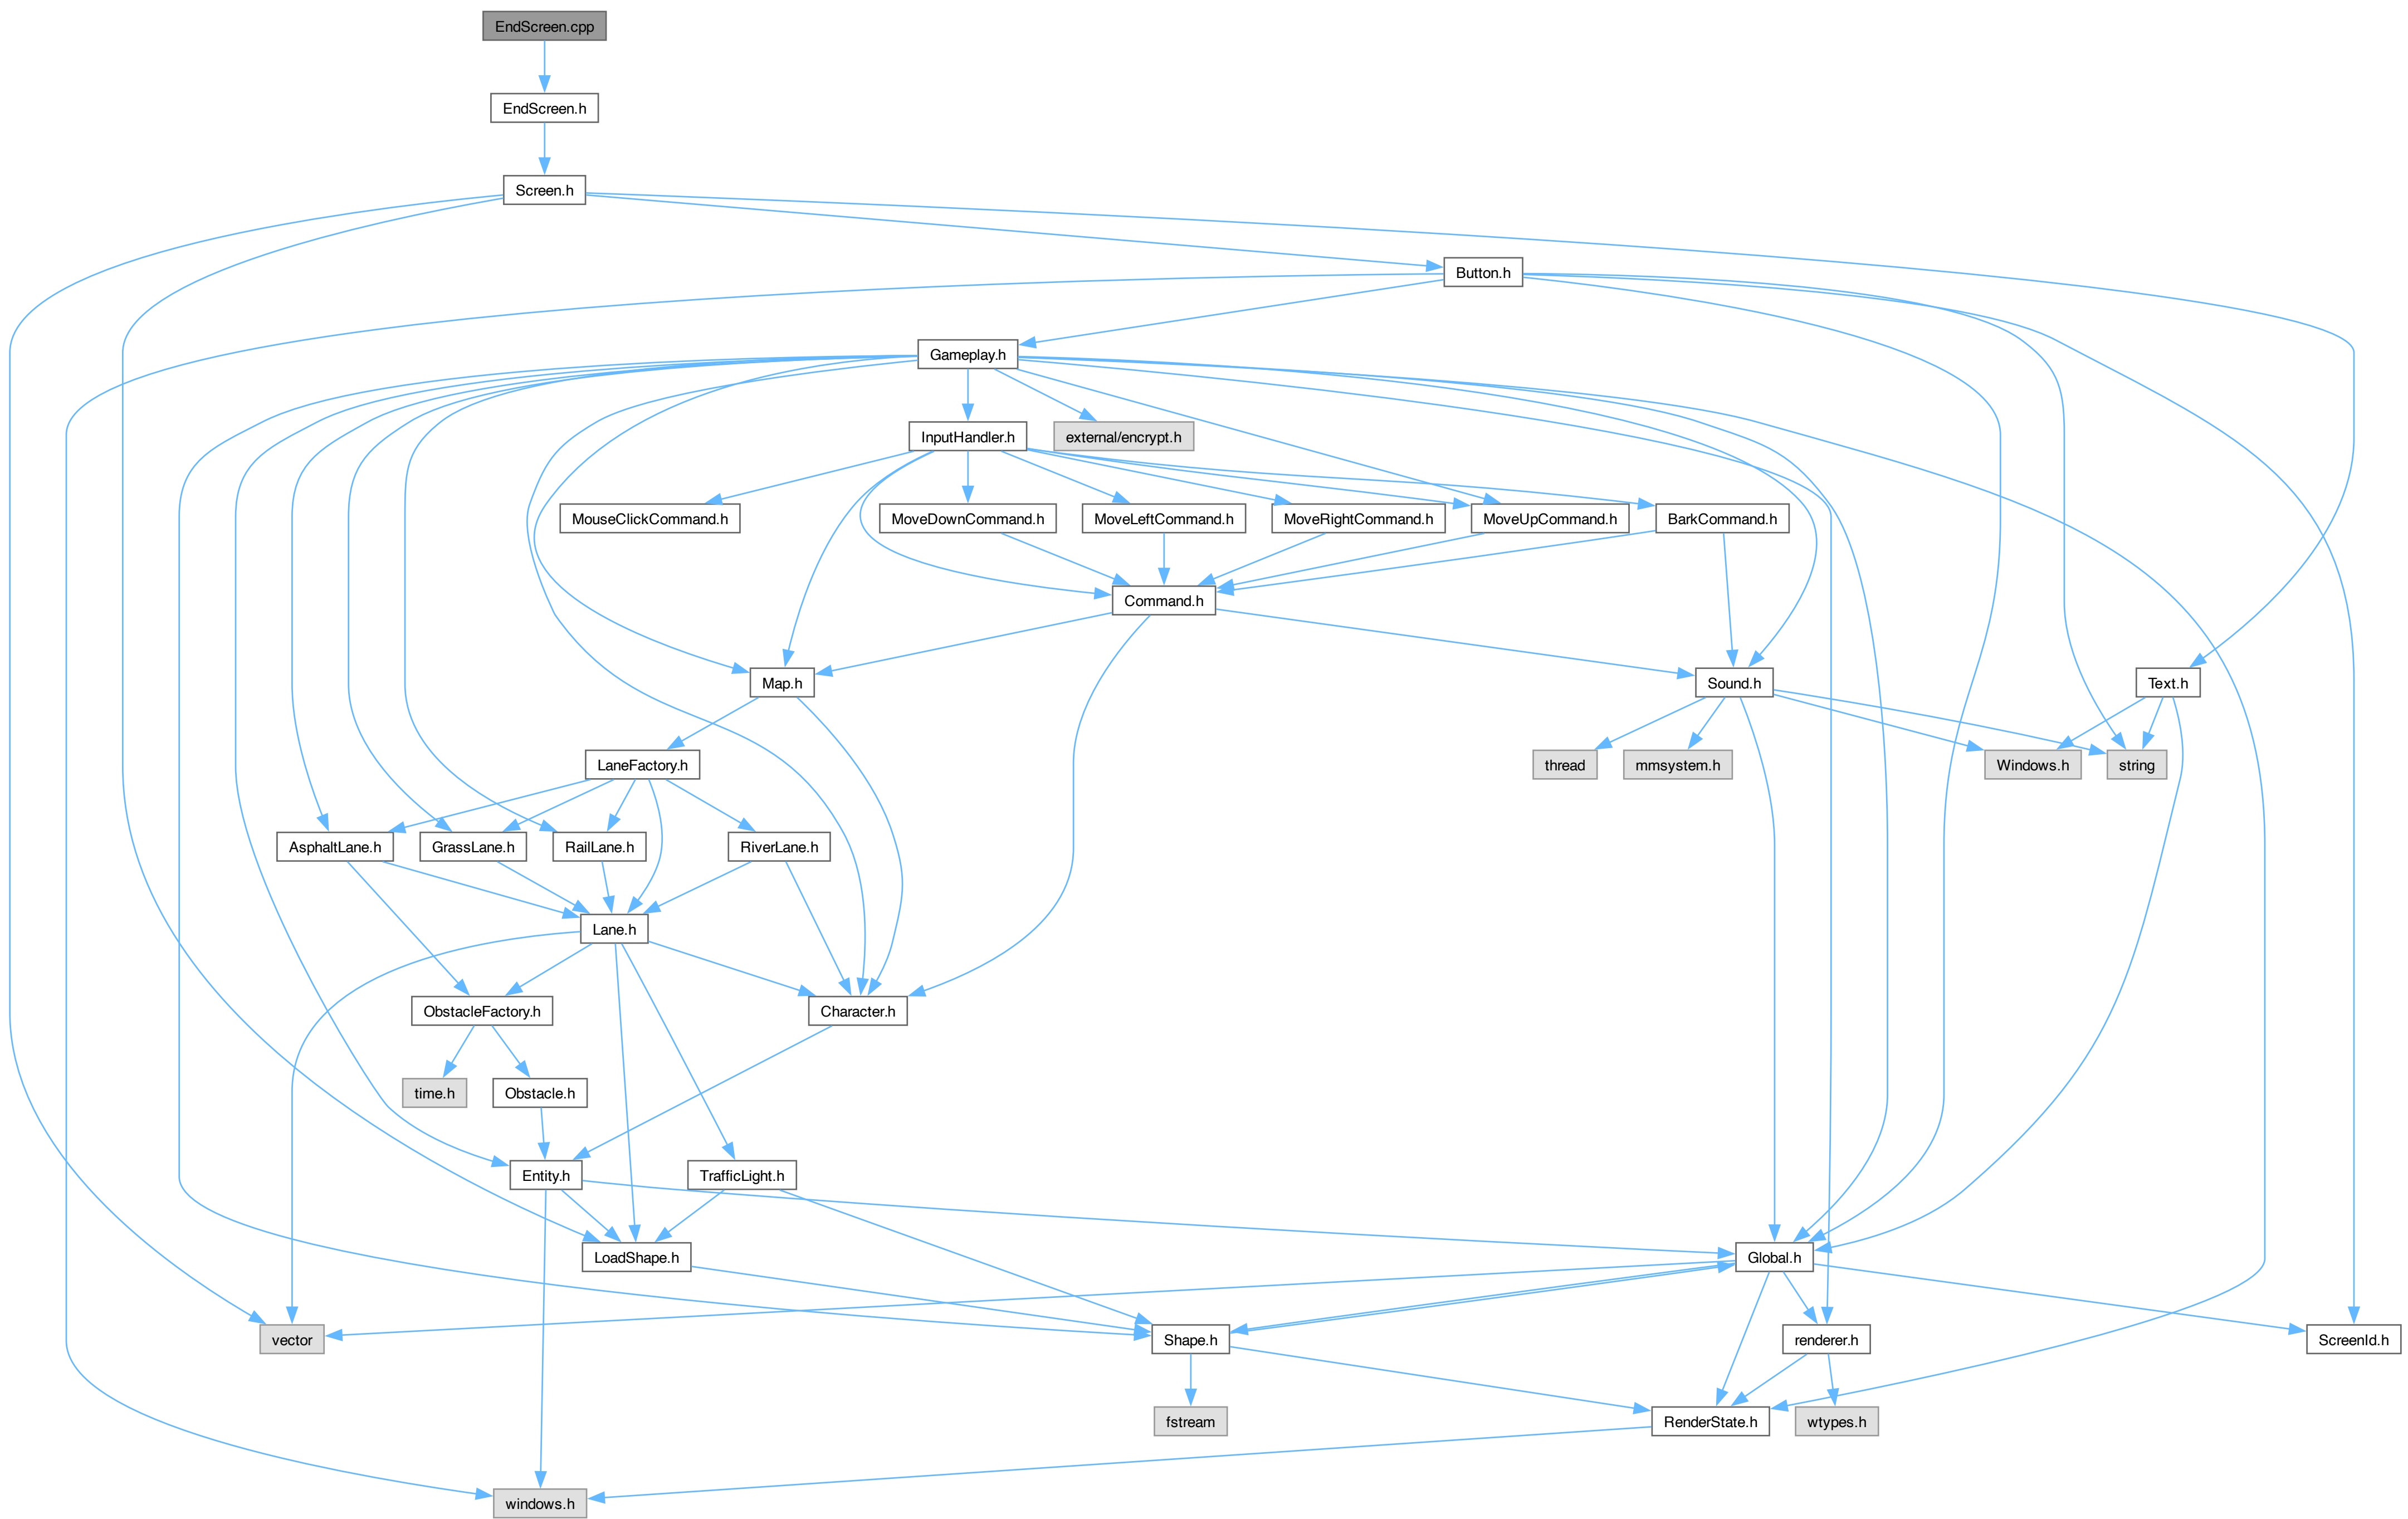 EndScreen.cpp
EndScreen.h
Screen.h
Button.h
Gameplay.h
InputHandler.h
external/encrypt.h
MouseClickCommand.h
MoveDownCommand.h
MoveLeftCommand.h
MoveRightCommand.h
MoveUpCommand.h
BarkCommand.h
Command.h
Map.h
Sound.h
Text.h
LaneFactory.h
thread
mmsystem.h
Windows.h
string
AsphaltLane.h
GrassLane.h
RailLane.h
RiverLane.h
Lane.h
ObstacleFactory.h
Character.h
time.h
Obstacle.h
Entity.h
TrafficLight.h
LoadShape.h
Global.h
vector
Shape.h
renderer.h
ScreenId.h
fstream
RenderState.h
wtypes.h
windows.h